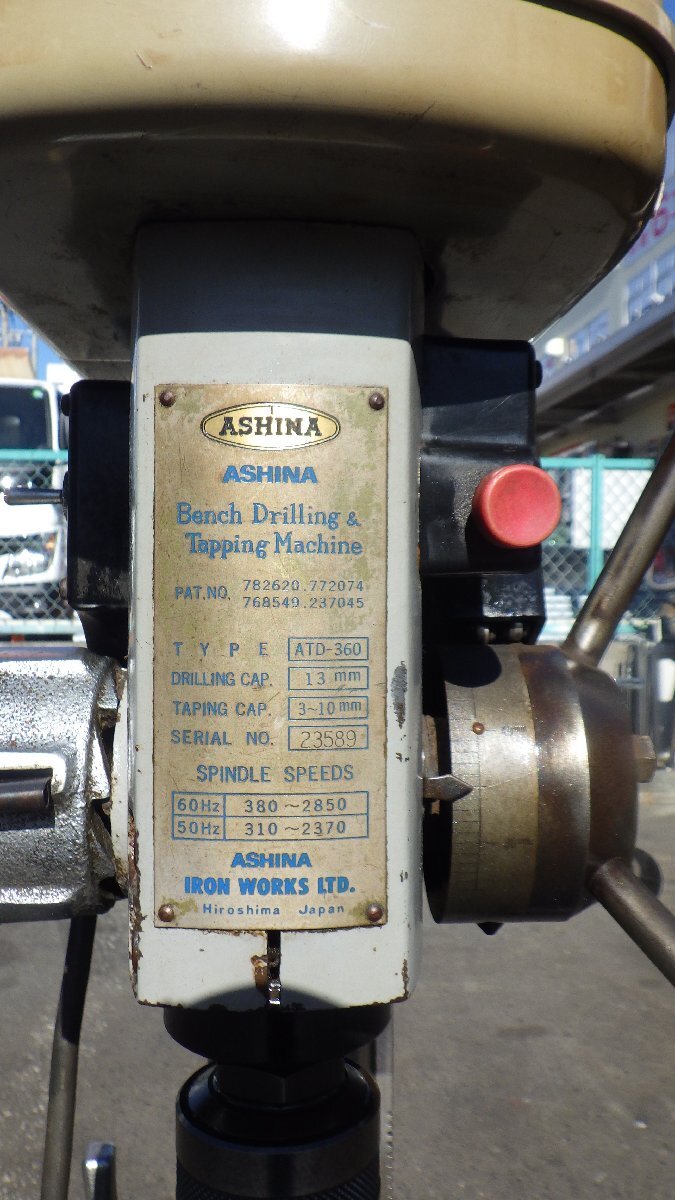 ASHINA
ASHINA
Bench Drilling &
Tapping Machine
PAT.NO. 782620.772074
768549.237045
TYPE ATD-360
DRILLING CAP. 13 mm
TAPING CAP. 3~10 mm
SERIAL NO. 23589
SPINDLE SPEEDS
60Hz 380~2850
50Hz 310~2370
ASHINA
IRON WORKS LTD.
Hiroshima Japan